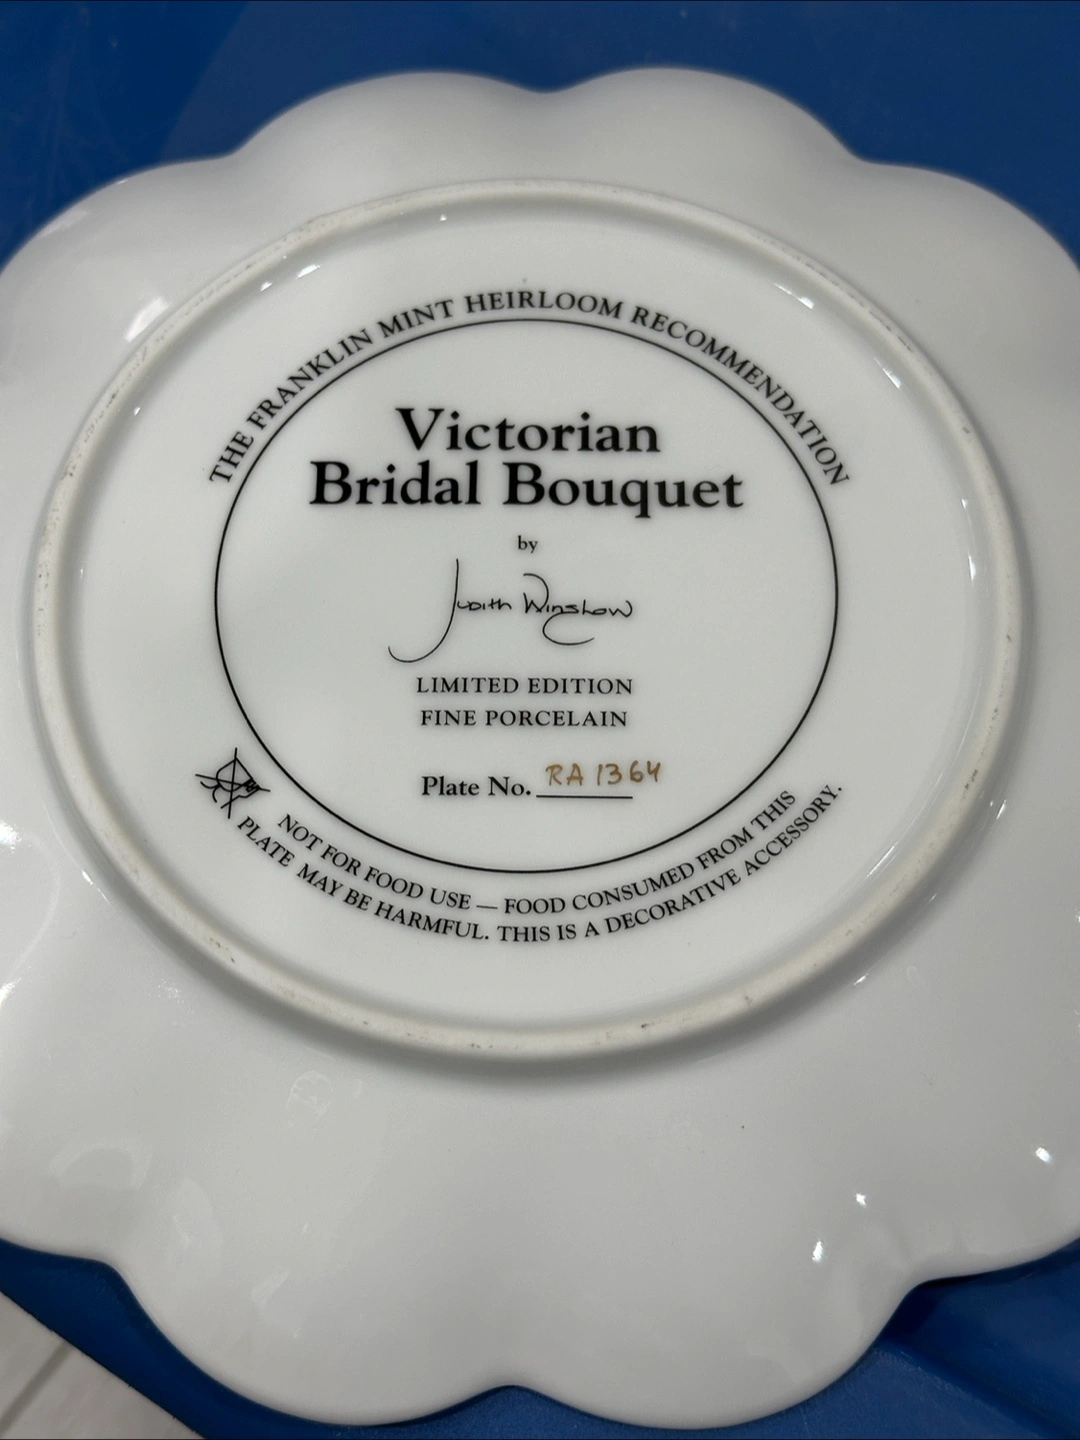 THE FRANKLIN MINT HEIRLOOM RECOMMENDATION
Victorian
Bridal Bouquet
by
Judith Winslow
LIMITED EDITION
FINE PORCELAIN
Plate No. RA 1364
NOT FOR FOOD USE — FOOD CONSUMED FROM THIS
PLATE MAY BE HARMFUL. THIS IS A DECORATIVE ACCESSORY.